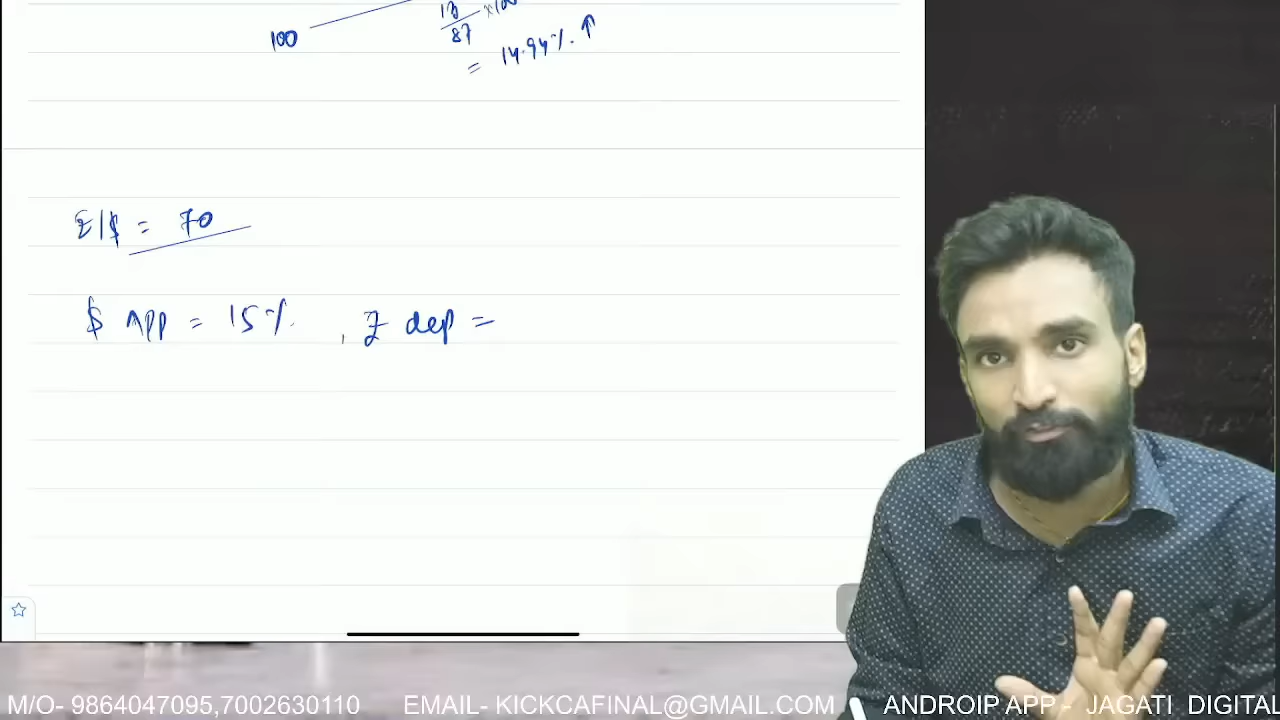 13/87 × 100
100
= 14.94% ↑
₹/$ = 70
$ App = 15% , ₹ dep =
M/O- 9864047095,7002630110 EMAIL- KICKCAFINAL@GMAIL.COM ANDROIP APP - JAGATI DIGITAL